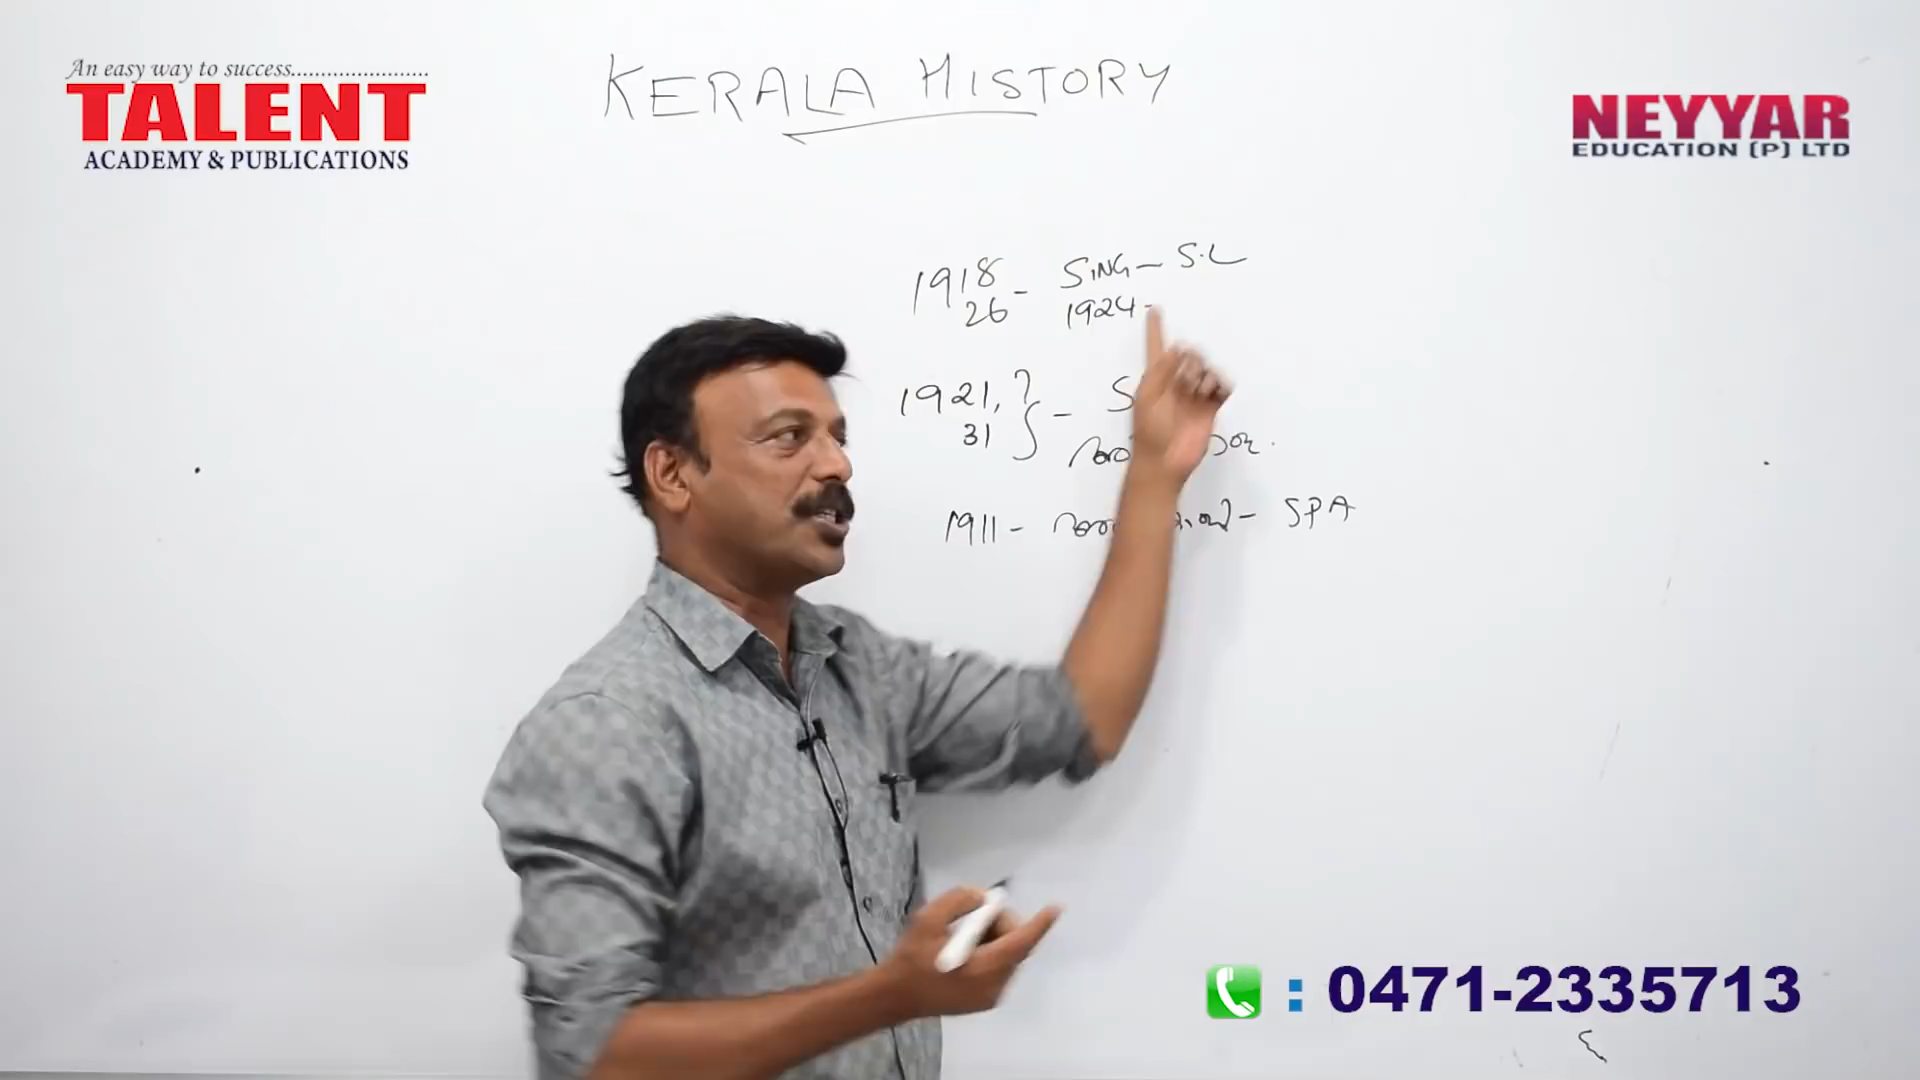 An easy way to success........................
TALENT
ACADEMY & PUBLICATIONS
KERALA HISTORY
NEYYAR
EDUCATION (P) LTD
1918 - SING - S.L
26
1924 -
1921, } -
31
1911 - - SPA
: 0471-2335713